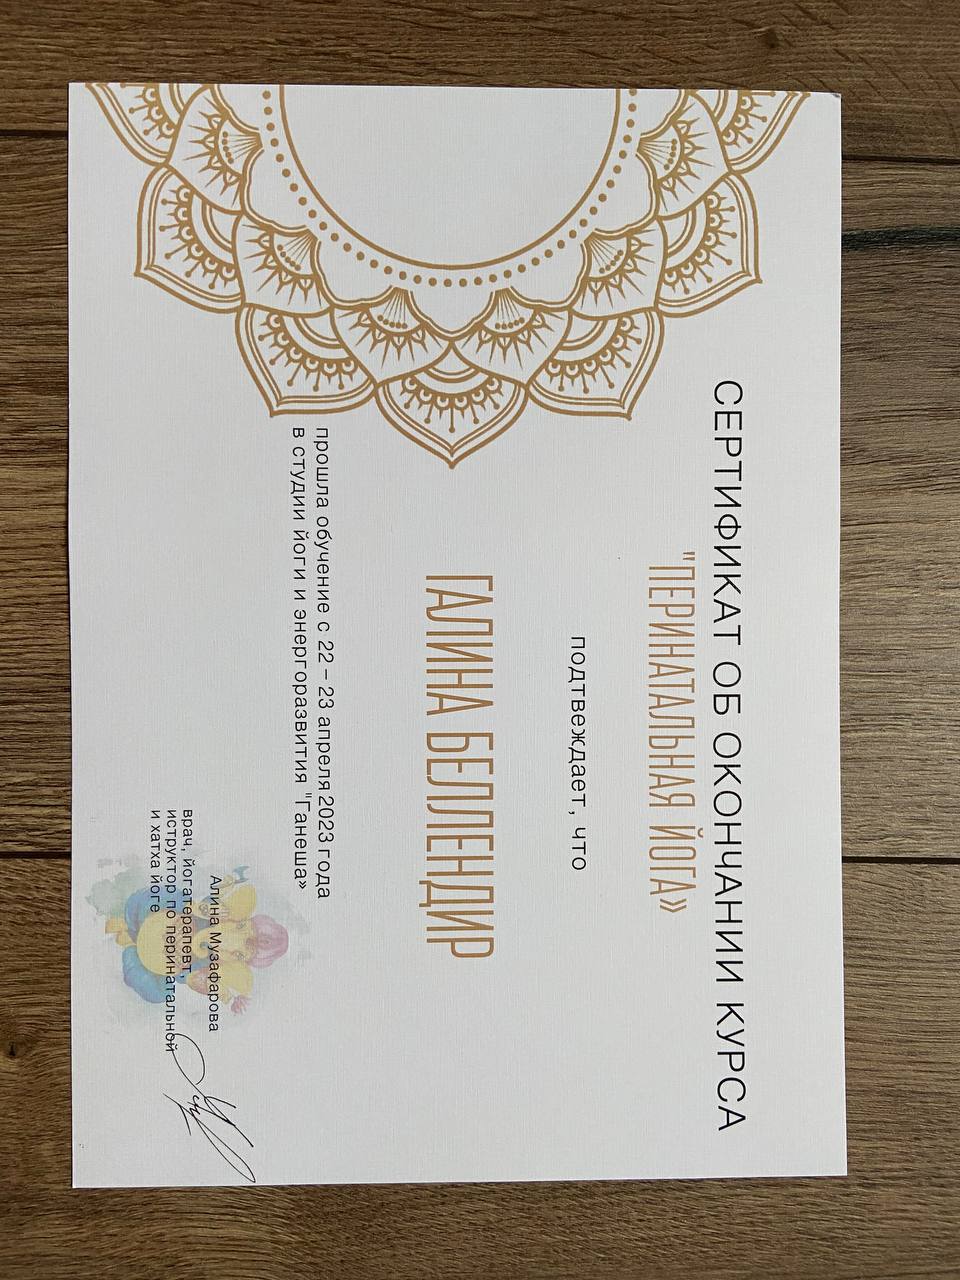 СЕРТИФИКАТ ОБ ОКОНЧАНИИ КУРСА
"ПЕРИНАТАЛЬНАЯ ЙОГА»
подтвеждает, что
ГАЛИНА БЕЛЛЕНДИР
прошла обучение с 22 – 23 апреля 2023 года
в студии йоги и энергоразвития "Ганеша»
Алина Музафарова
врач, йогатерапевт,
иструктор по перинатальной
и хатха йоге